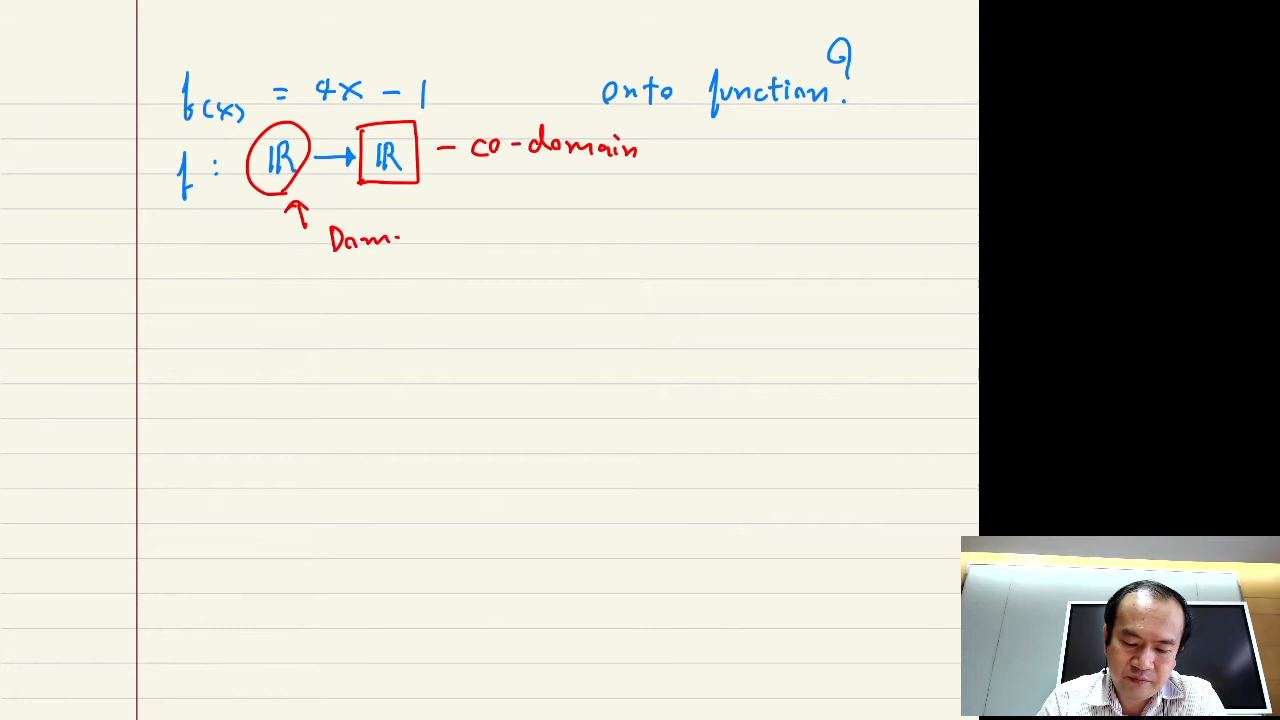 f(x) = 4x - 1 onto function?
f : ℝ → ℝ - co-domain
Dom.